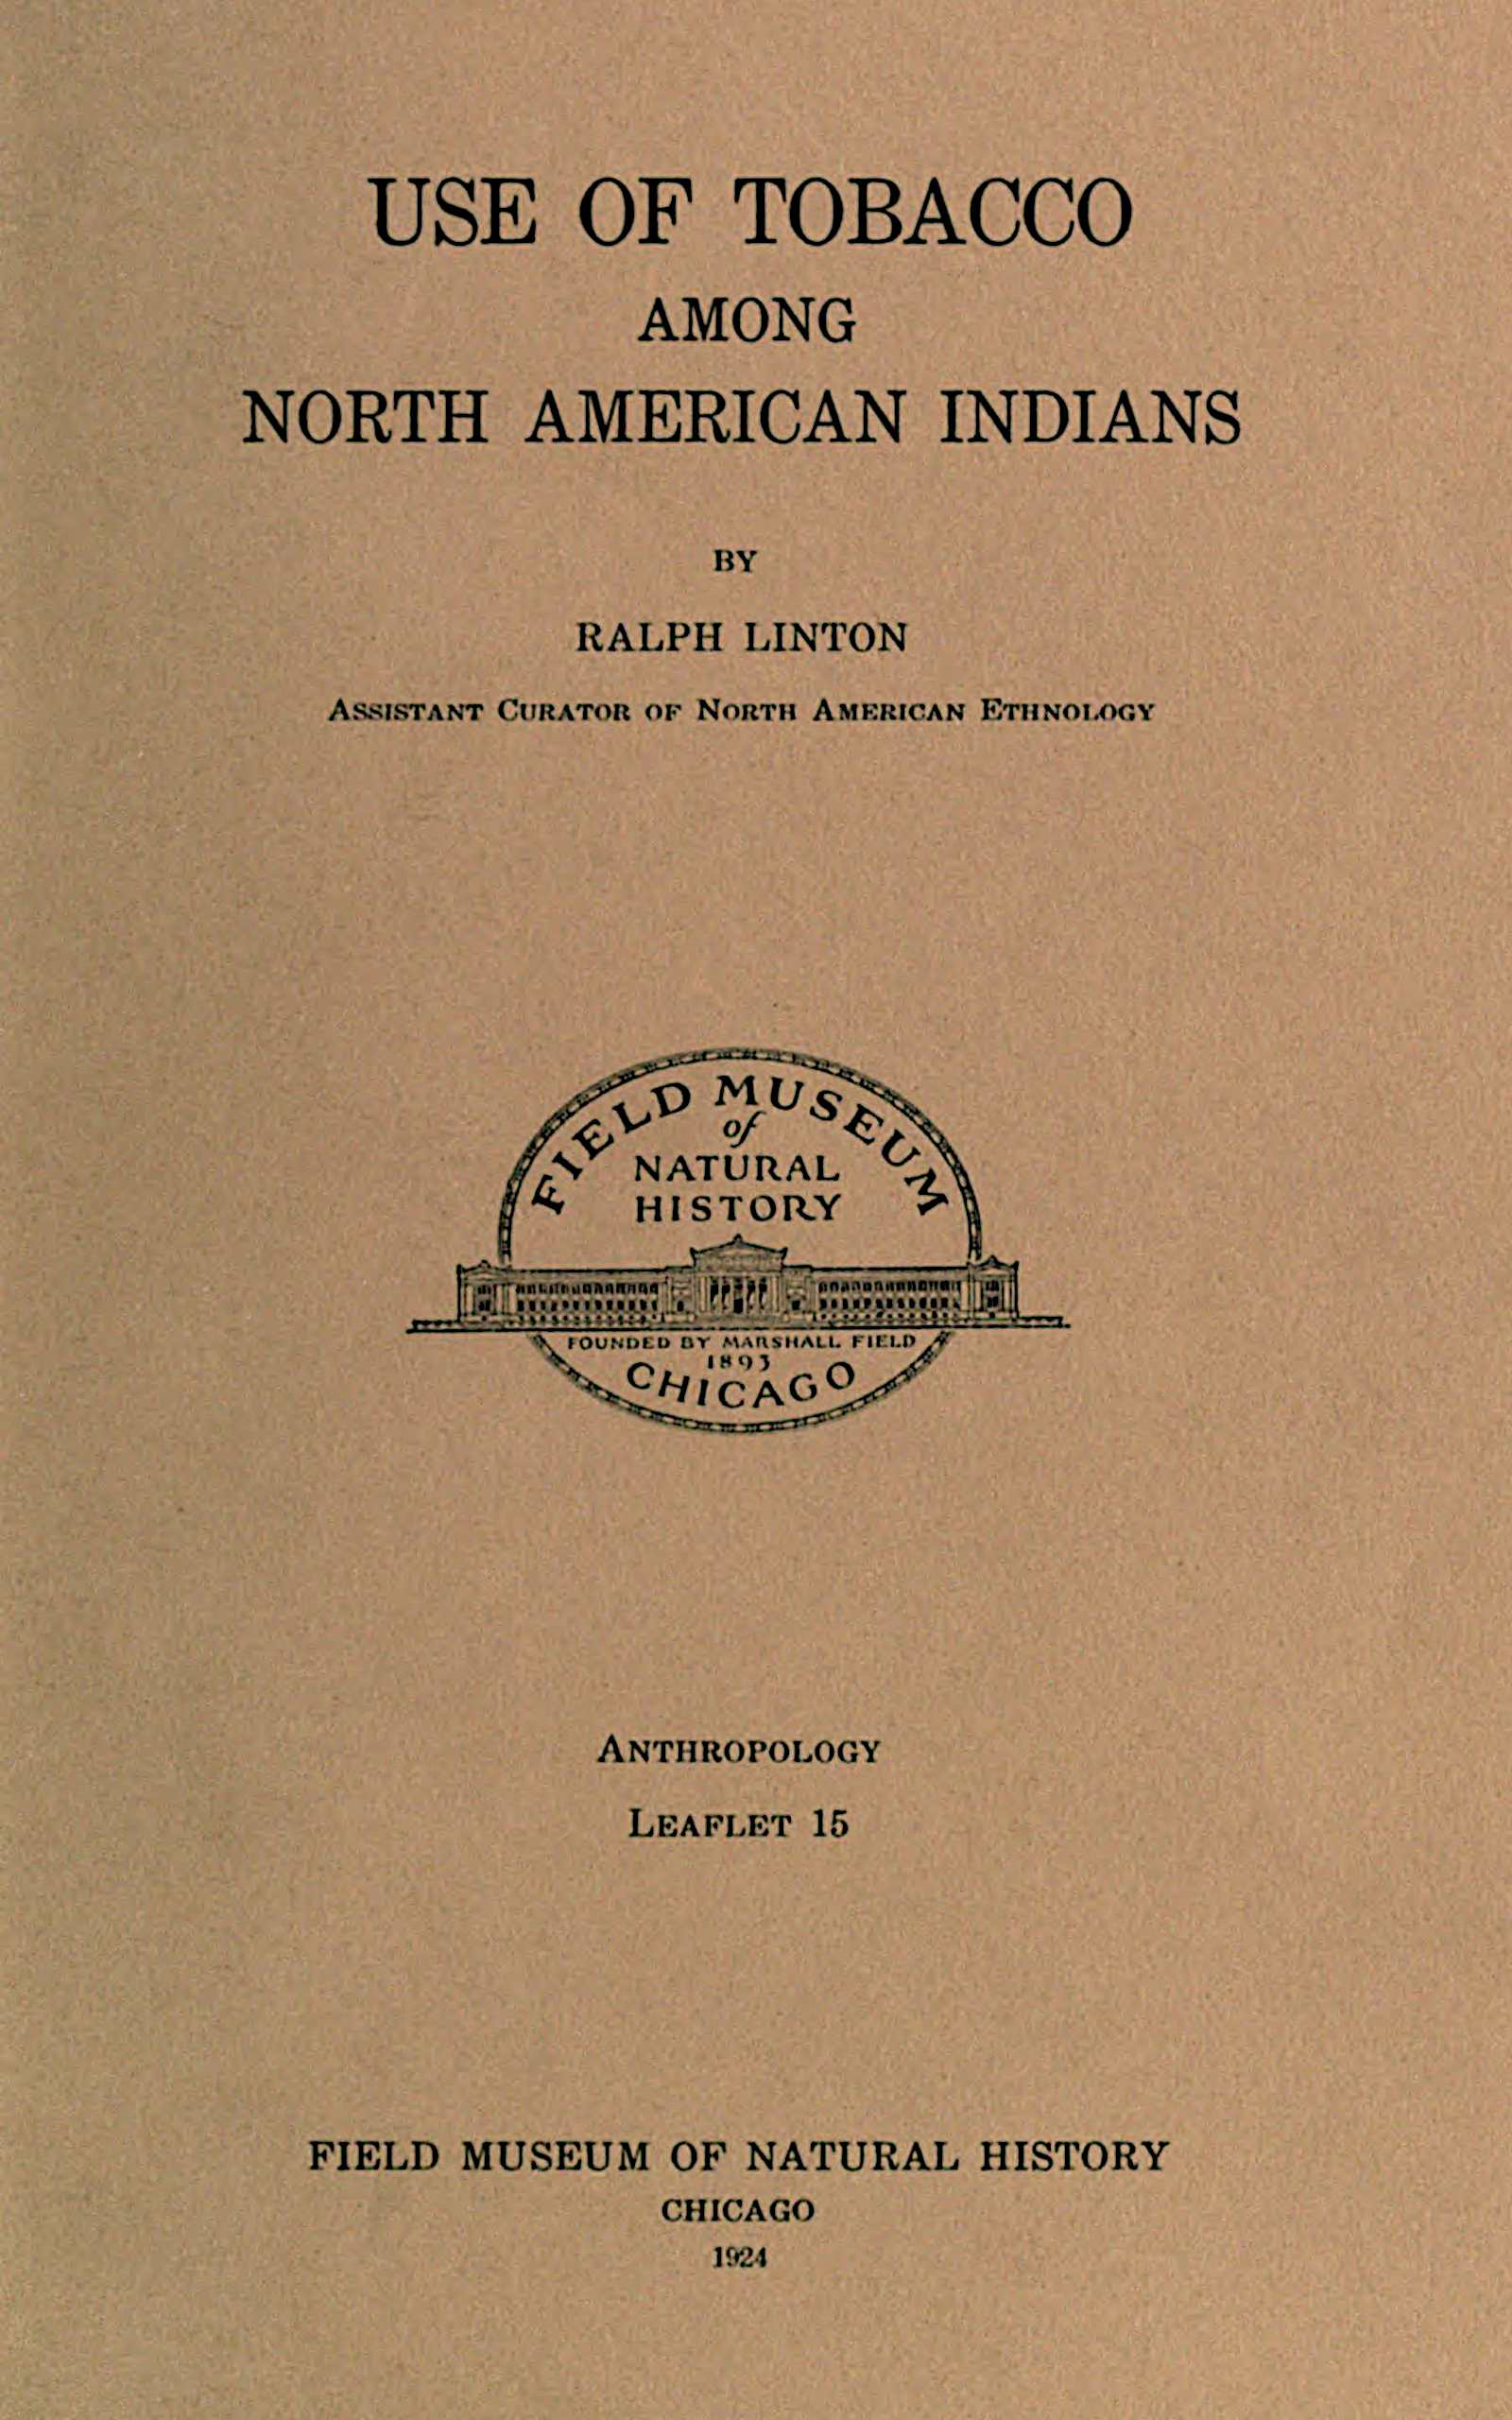 USE OF TOBACCO
AMONG
NORTH AMERICAN INDIANS
BY
RALPH LINTON
ASSISTANT CURATOR OF NORTH AMERICAN ETHNOLOGY
FIELD MUSEUM
of
NATURAL
HISTORY
FOUNDED BY MARSHALL FIELD
1893
CHICAGO
ANTHROPOLOGY
LEAFLET 15
FIELD MUSEUM OF NATURAL HISTORY
CHICAGO
1924